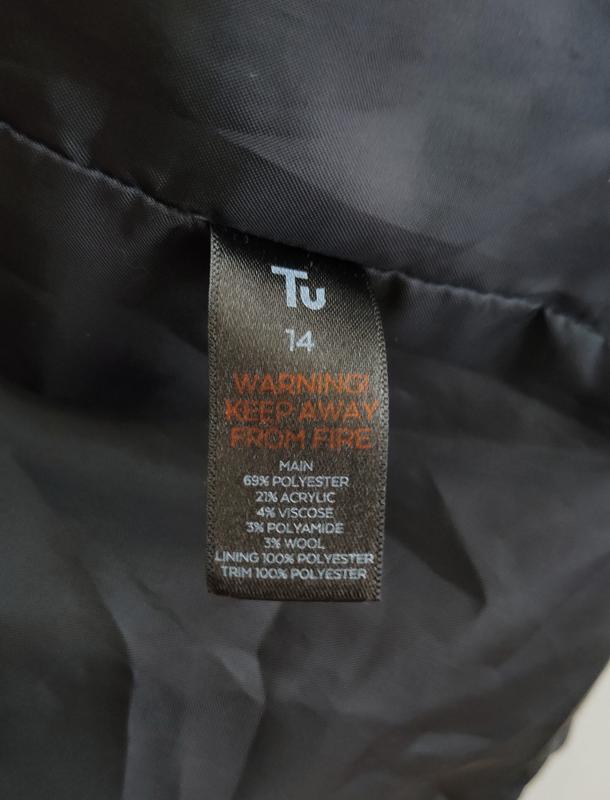 Tu
14
WARNING!
KEEP AWAY
FROM FIRE
MAIN
69% POLYESTER
21% ACRYLIC
4% VISCOSE
3% POLYAMIDE
3% WOOL
LINING 100% POLYESTER
TRIM 100% POLYESTER